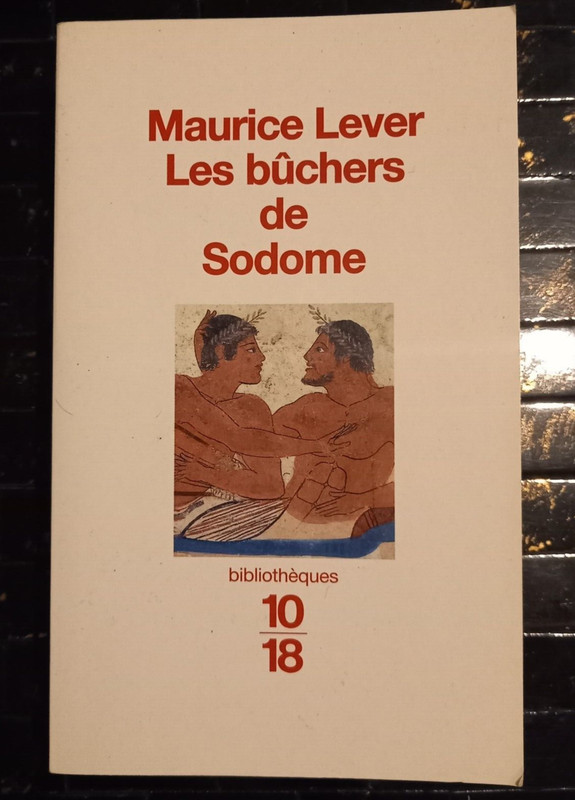 Maurice Lever
Les bûchers
de
Sodome
bibliothèques
10
18